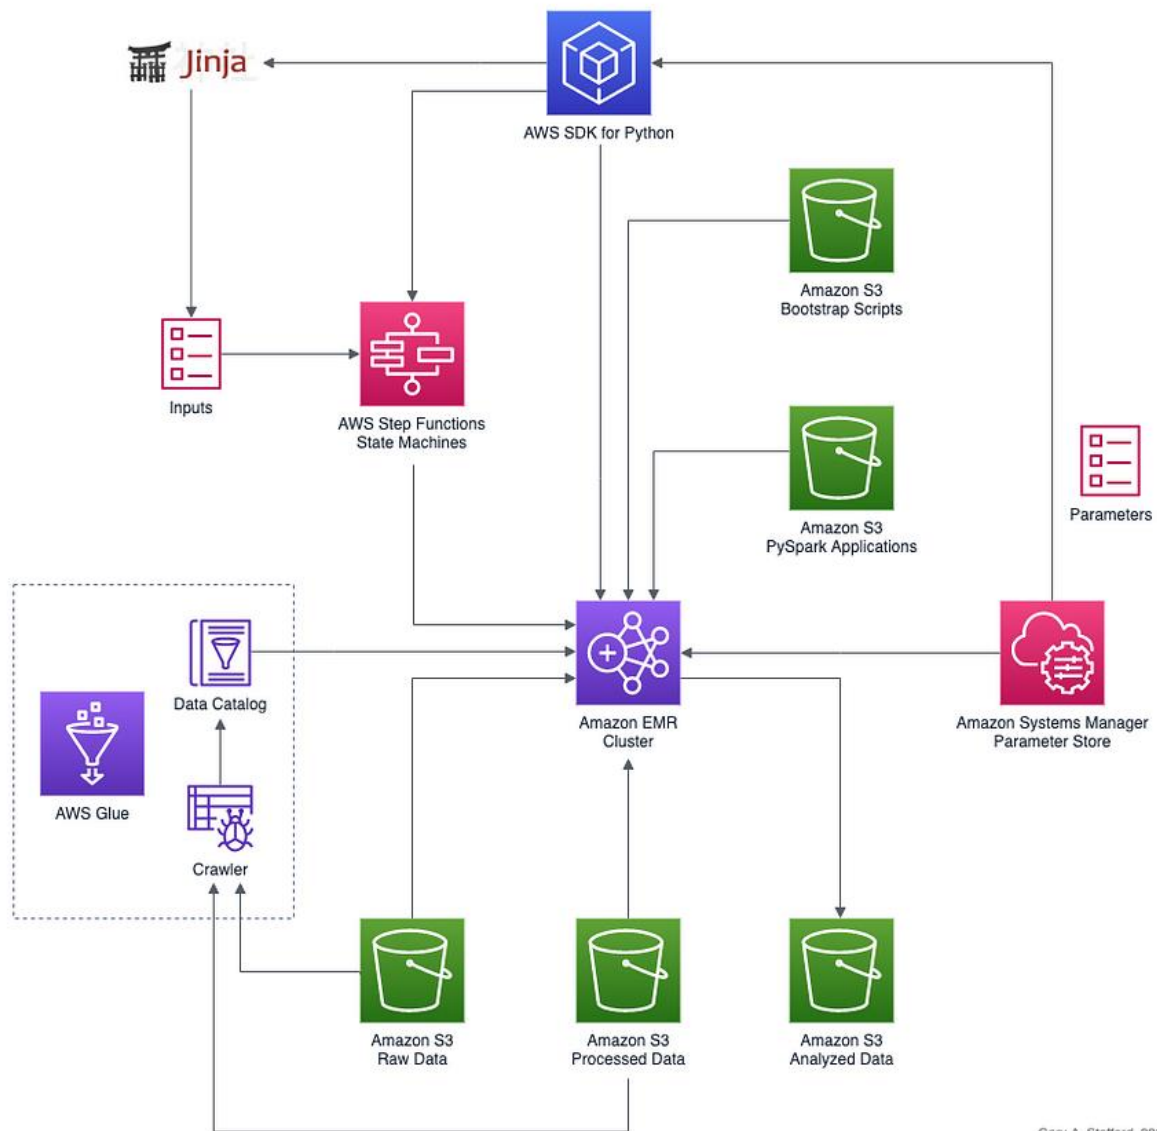 Jinja
AWS SDK for Python
Amazon S3
Bootstrap Scripts
Inputs
AWS Step Functions
State Machines
Amazon S3
PySpark Applications
Parameters
Data Catalog
AWS Glue
Crawler
Amazon EMR
Cluster
Amazon Systems Manager
Parameter Store
Amazon S3
Raw Data
Amazon S3
Processed Data
Amazon S3
Analyzed Data